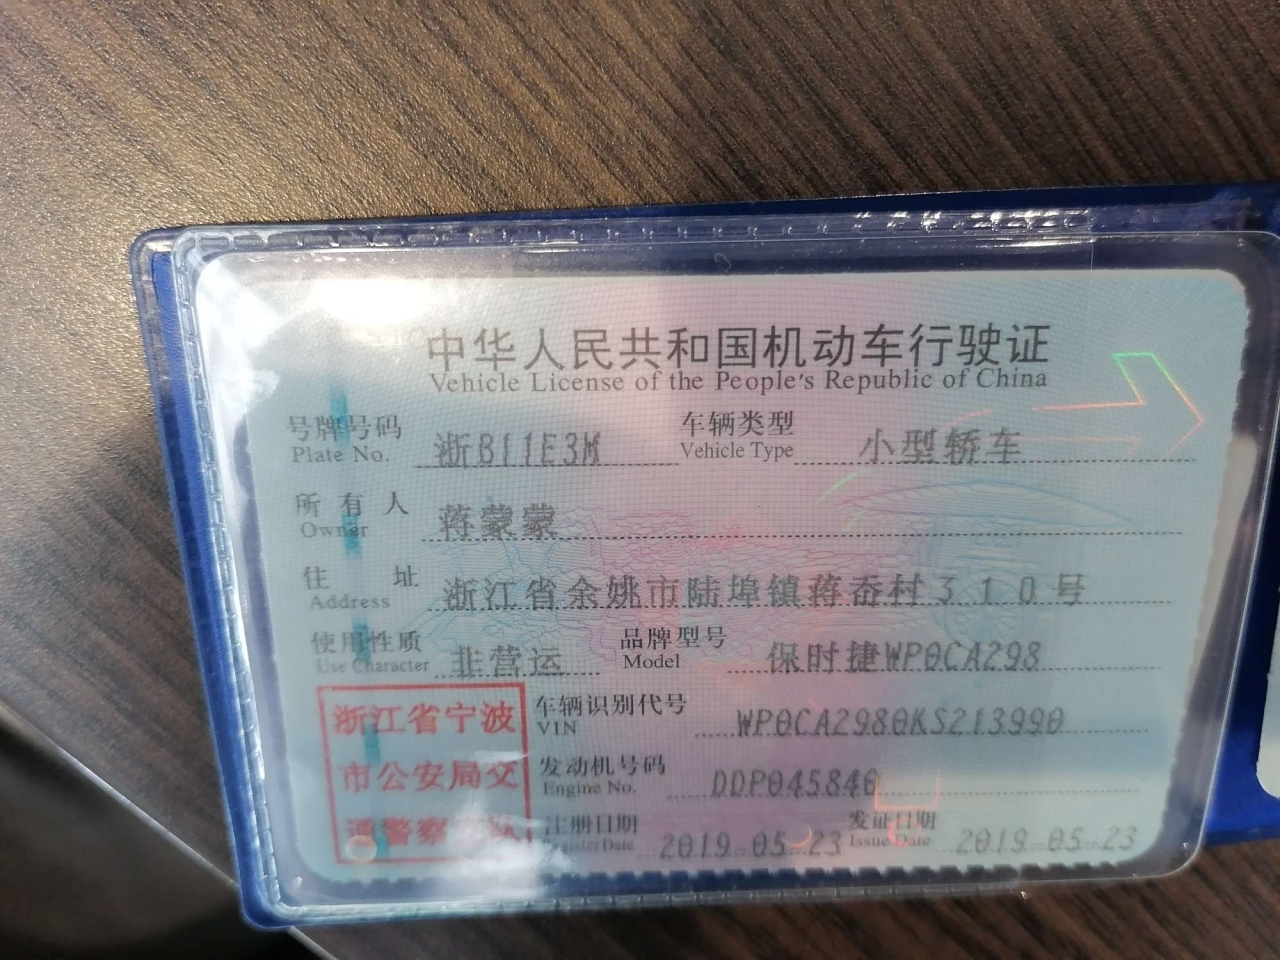 中华人民共和国机动车行驶证
Vehicle License of the People's Republic of China
号牌号码 浙B11E3M 车辆类型 小型轿车
Plate No. Vehicle Type
所有人 蒋蒙蒙
Owner
住址 浙江省余姚市陆埠镇蒋岙村310号
Address
使用性质 非营运 品牌型号 保时捷WP0CA298
Use Character Model
浙江省宁波
市公安局交
通警察
车辆识别代号 WP0CA2980KS213990
VIN
发动机号码 DDP045840
Engine No.
注册日期 2019-05-23 发证日期 2019-05-23
Register Date Issue Date